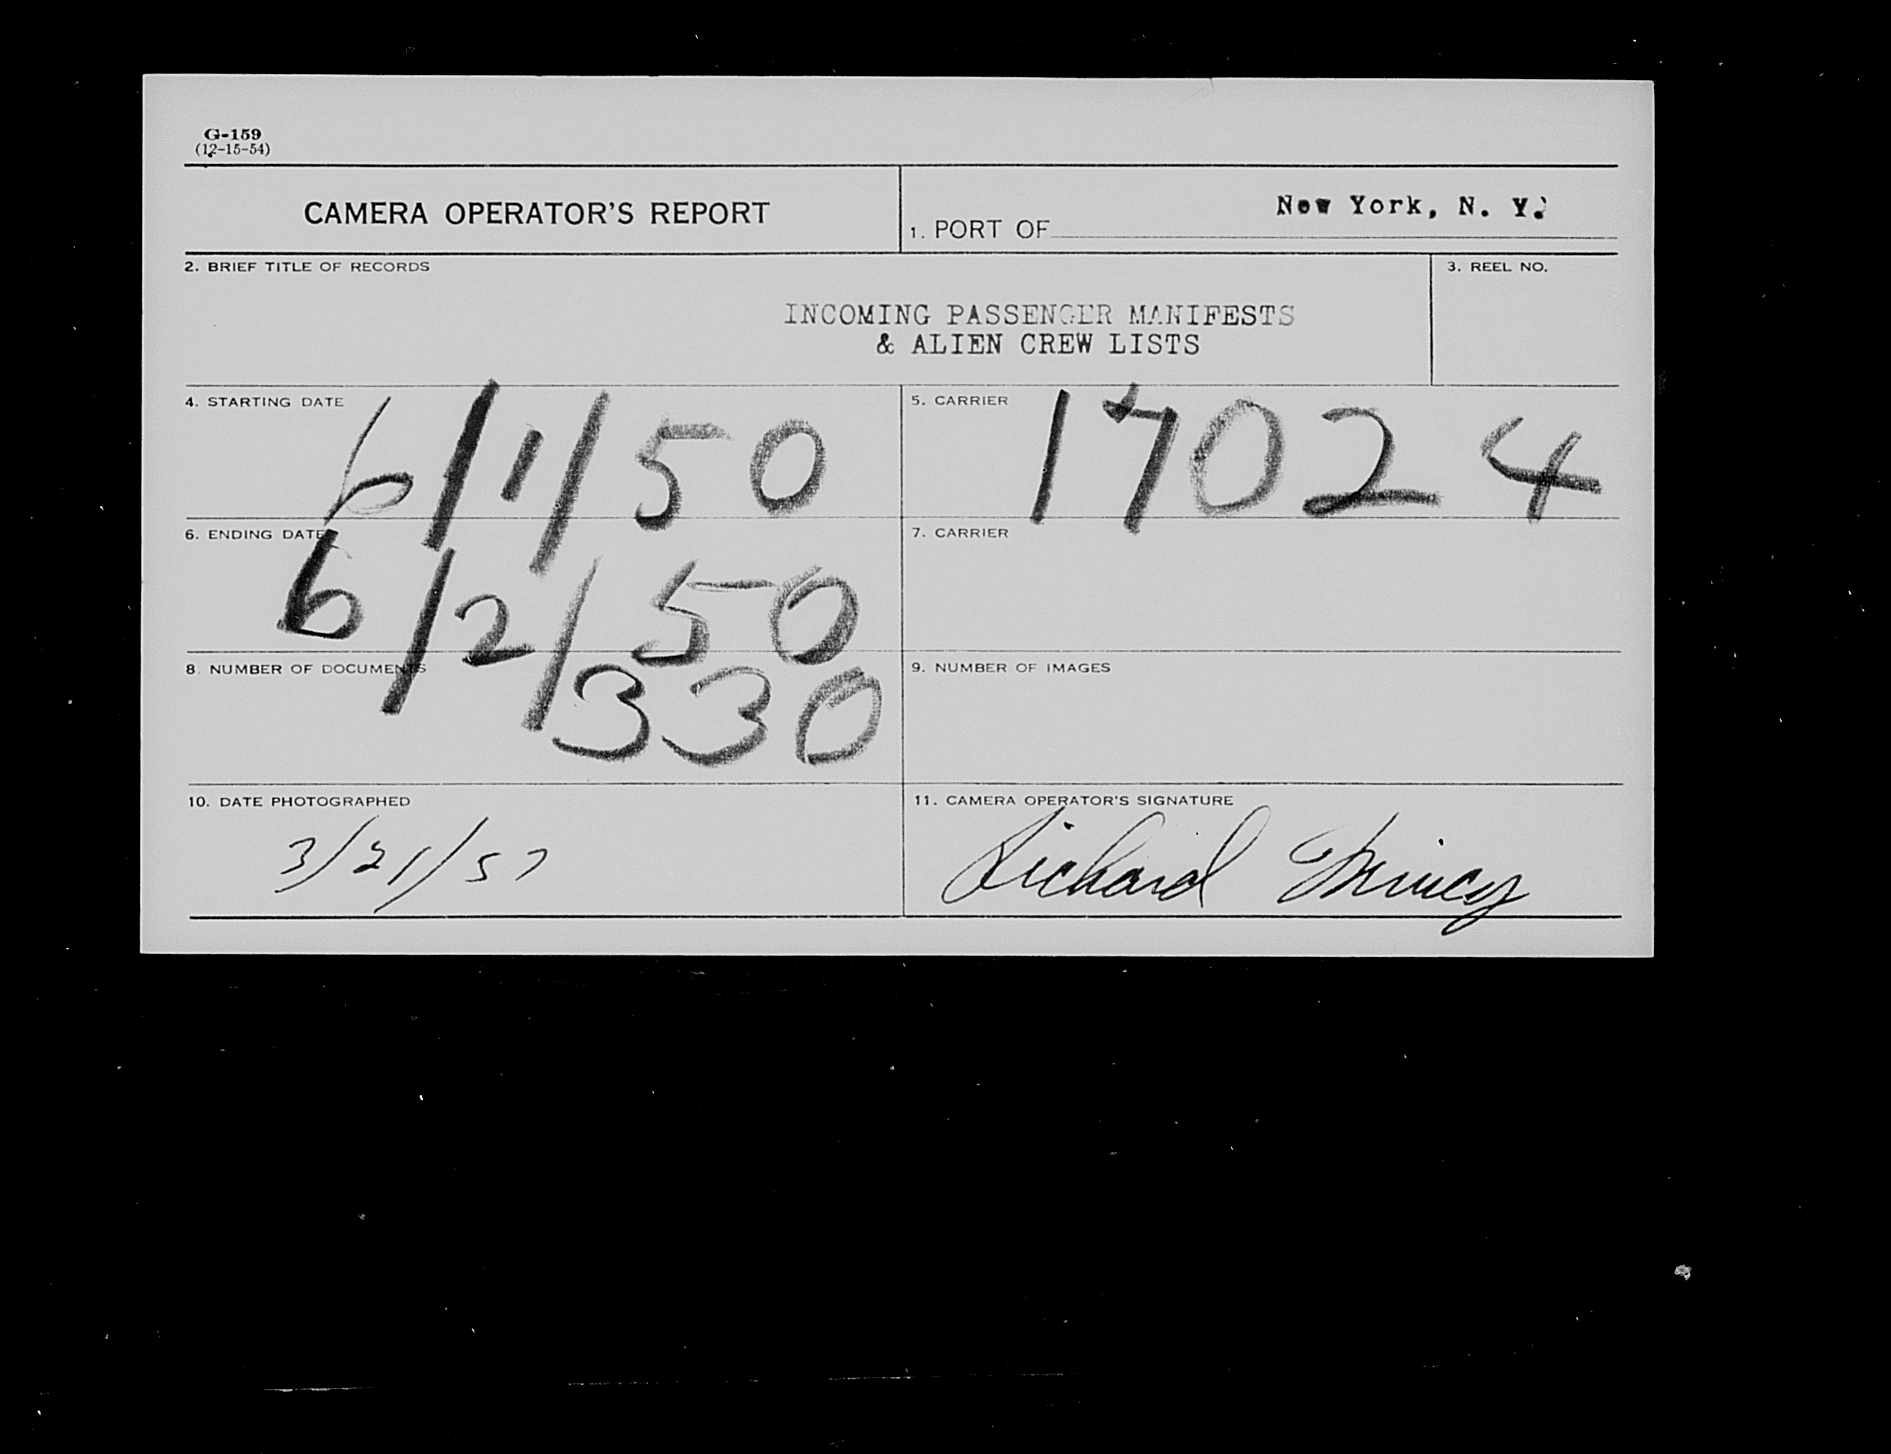 G-159
(12-15-54)
CAMERA OPERATOR'S REPORT
1. PORT OF New York, N. Y.
2. BRIEF TITLE OF RECORDS
INCOMING PASSENGER MANIFESTS
& ALIEN CREW LISTS
3. REEL NO.
4. STARTING DATE 6/1/50
5. CARRIER 17024
6. ENDING DATE 6/2/50
7. CARRIER
8. NUMBER OF DOCUMENTS 330
9. NUMBER OF IMAGES
10. DATE PHOTOGRAPHED
3/21/57
11. CAMERA OPERATOR'S SIGNATURE
Richard